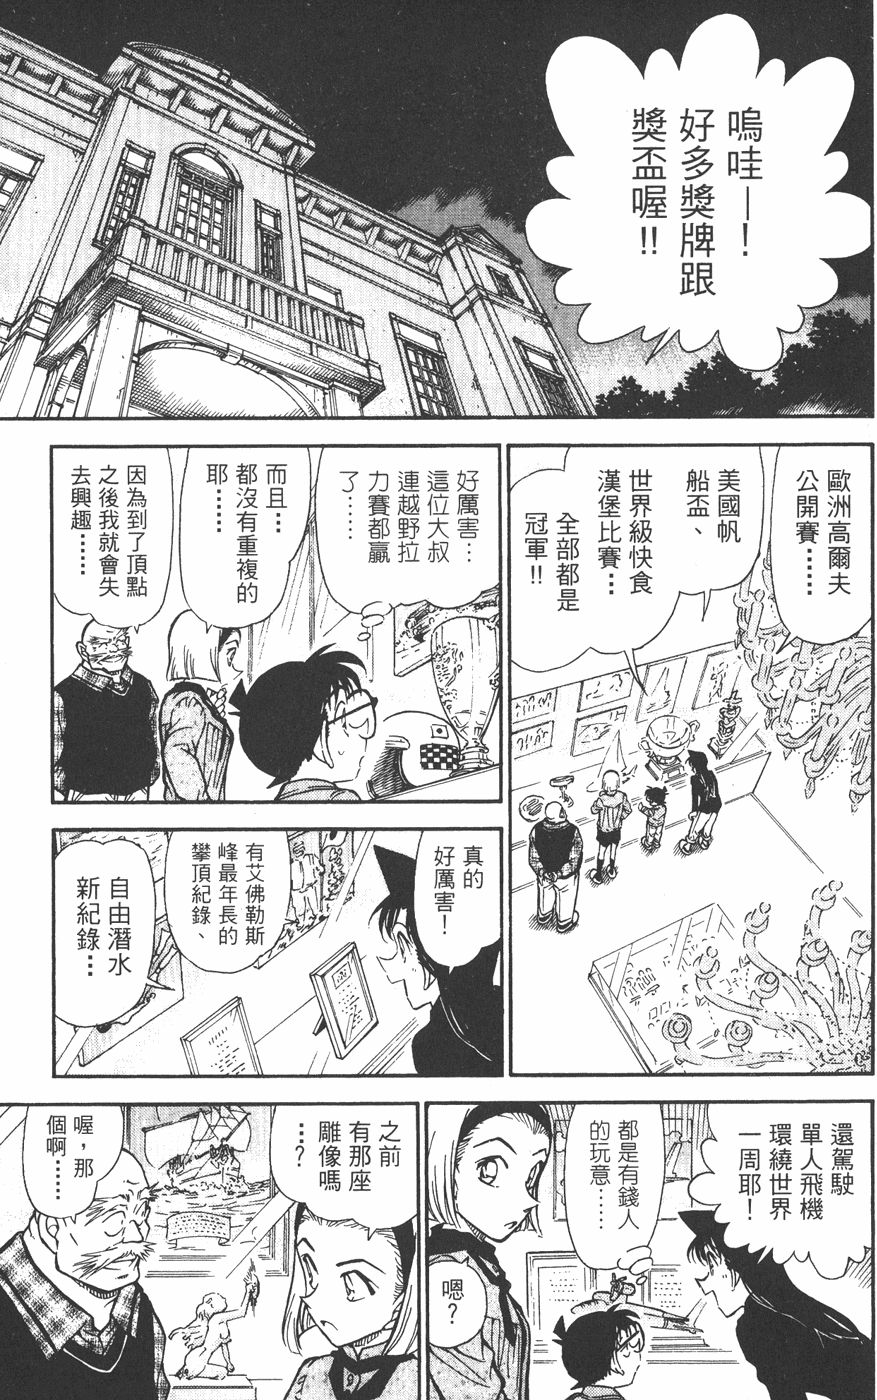 嗚哇—！
好多獎牌跟
獎盃喔!!
歐洲高爾夫
公開賽……
美國帆
船盃、
世界級快食
漢堡比賽…
全部都是
冠軍!!
好厲害…
這位大叔
連越野拉
力賽都贏
了……
而且…
都沒有重複的
耶……
因為到了頂點
之後我就會失
去興趣……
真的
好厲害！
有艾佛勒斯
峰最年長的
攀頂紀錄、
自由潛水
新紀錄…
還駕駛
單人飛機
環繞世界
一周耶！
都是有錢人
的玩意……
嗯？
之前
有那座
雕像嗎
…？
喔，那
個啊……